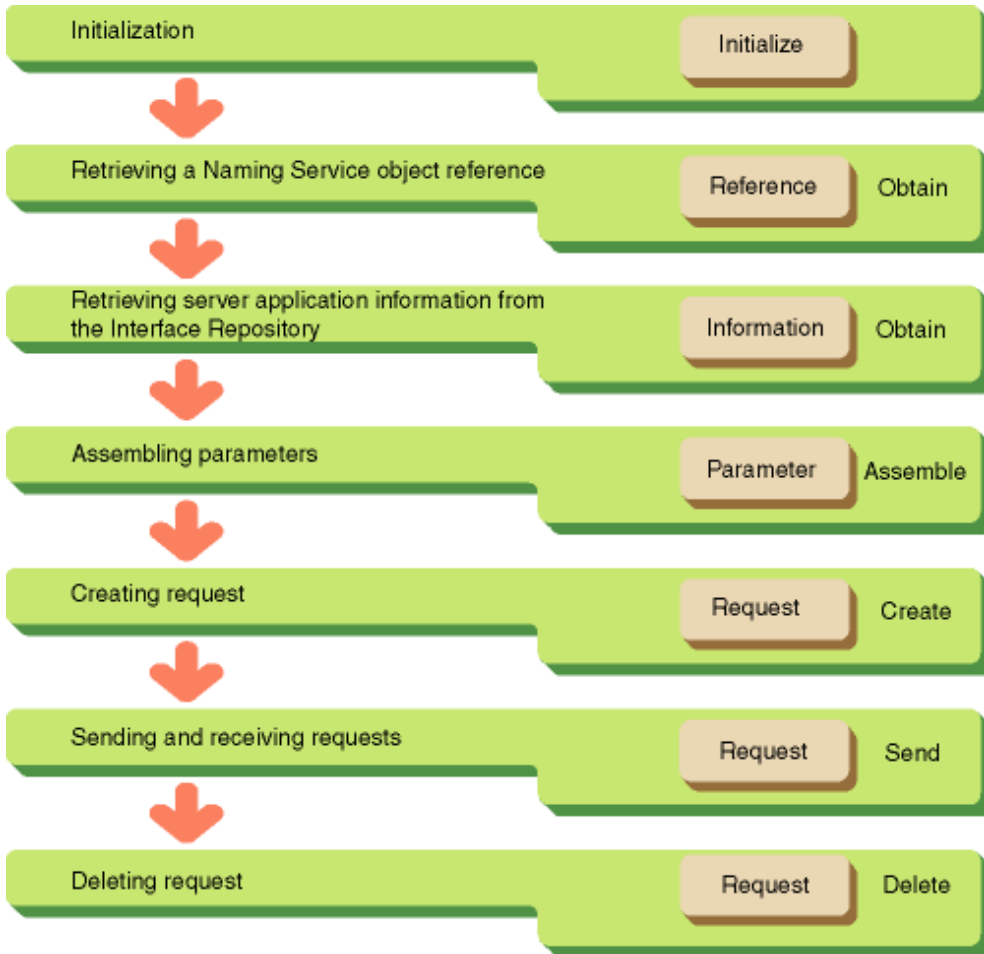 Initialization
Initialize
Retrieving a Naming Service object reference
Reference
Obtain
Retrieving server application information from
the Interface Repository
Information
Obtain
Assembling parameters
Parameter
Assemble
Creating request
Request
Create
Sending and receiving requests
Request
Send
Deleting request
Request
Delete